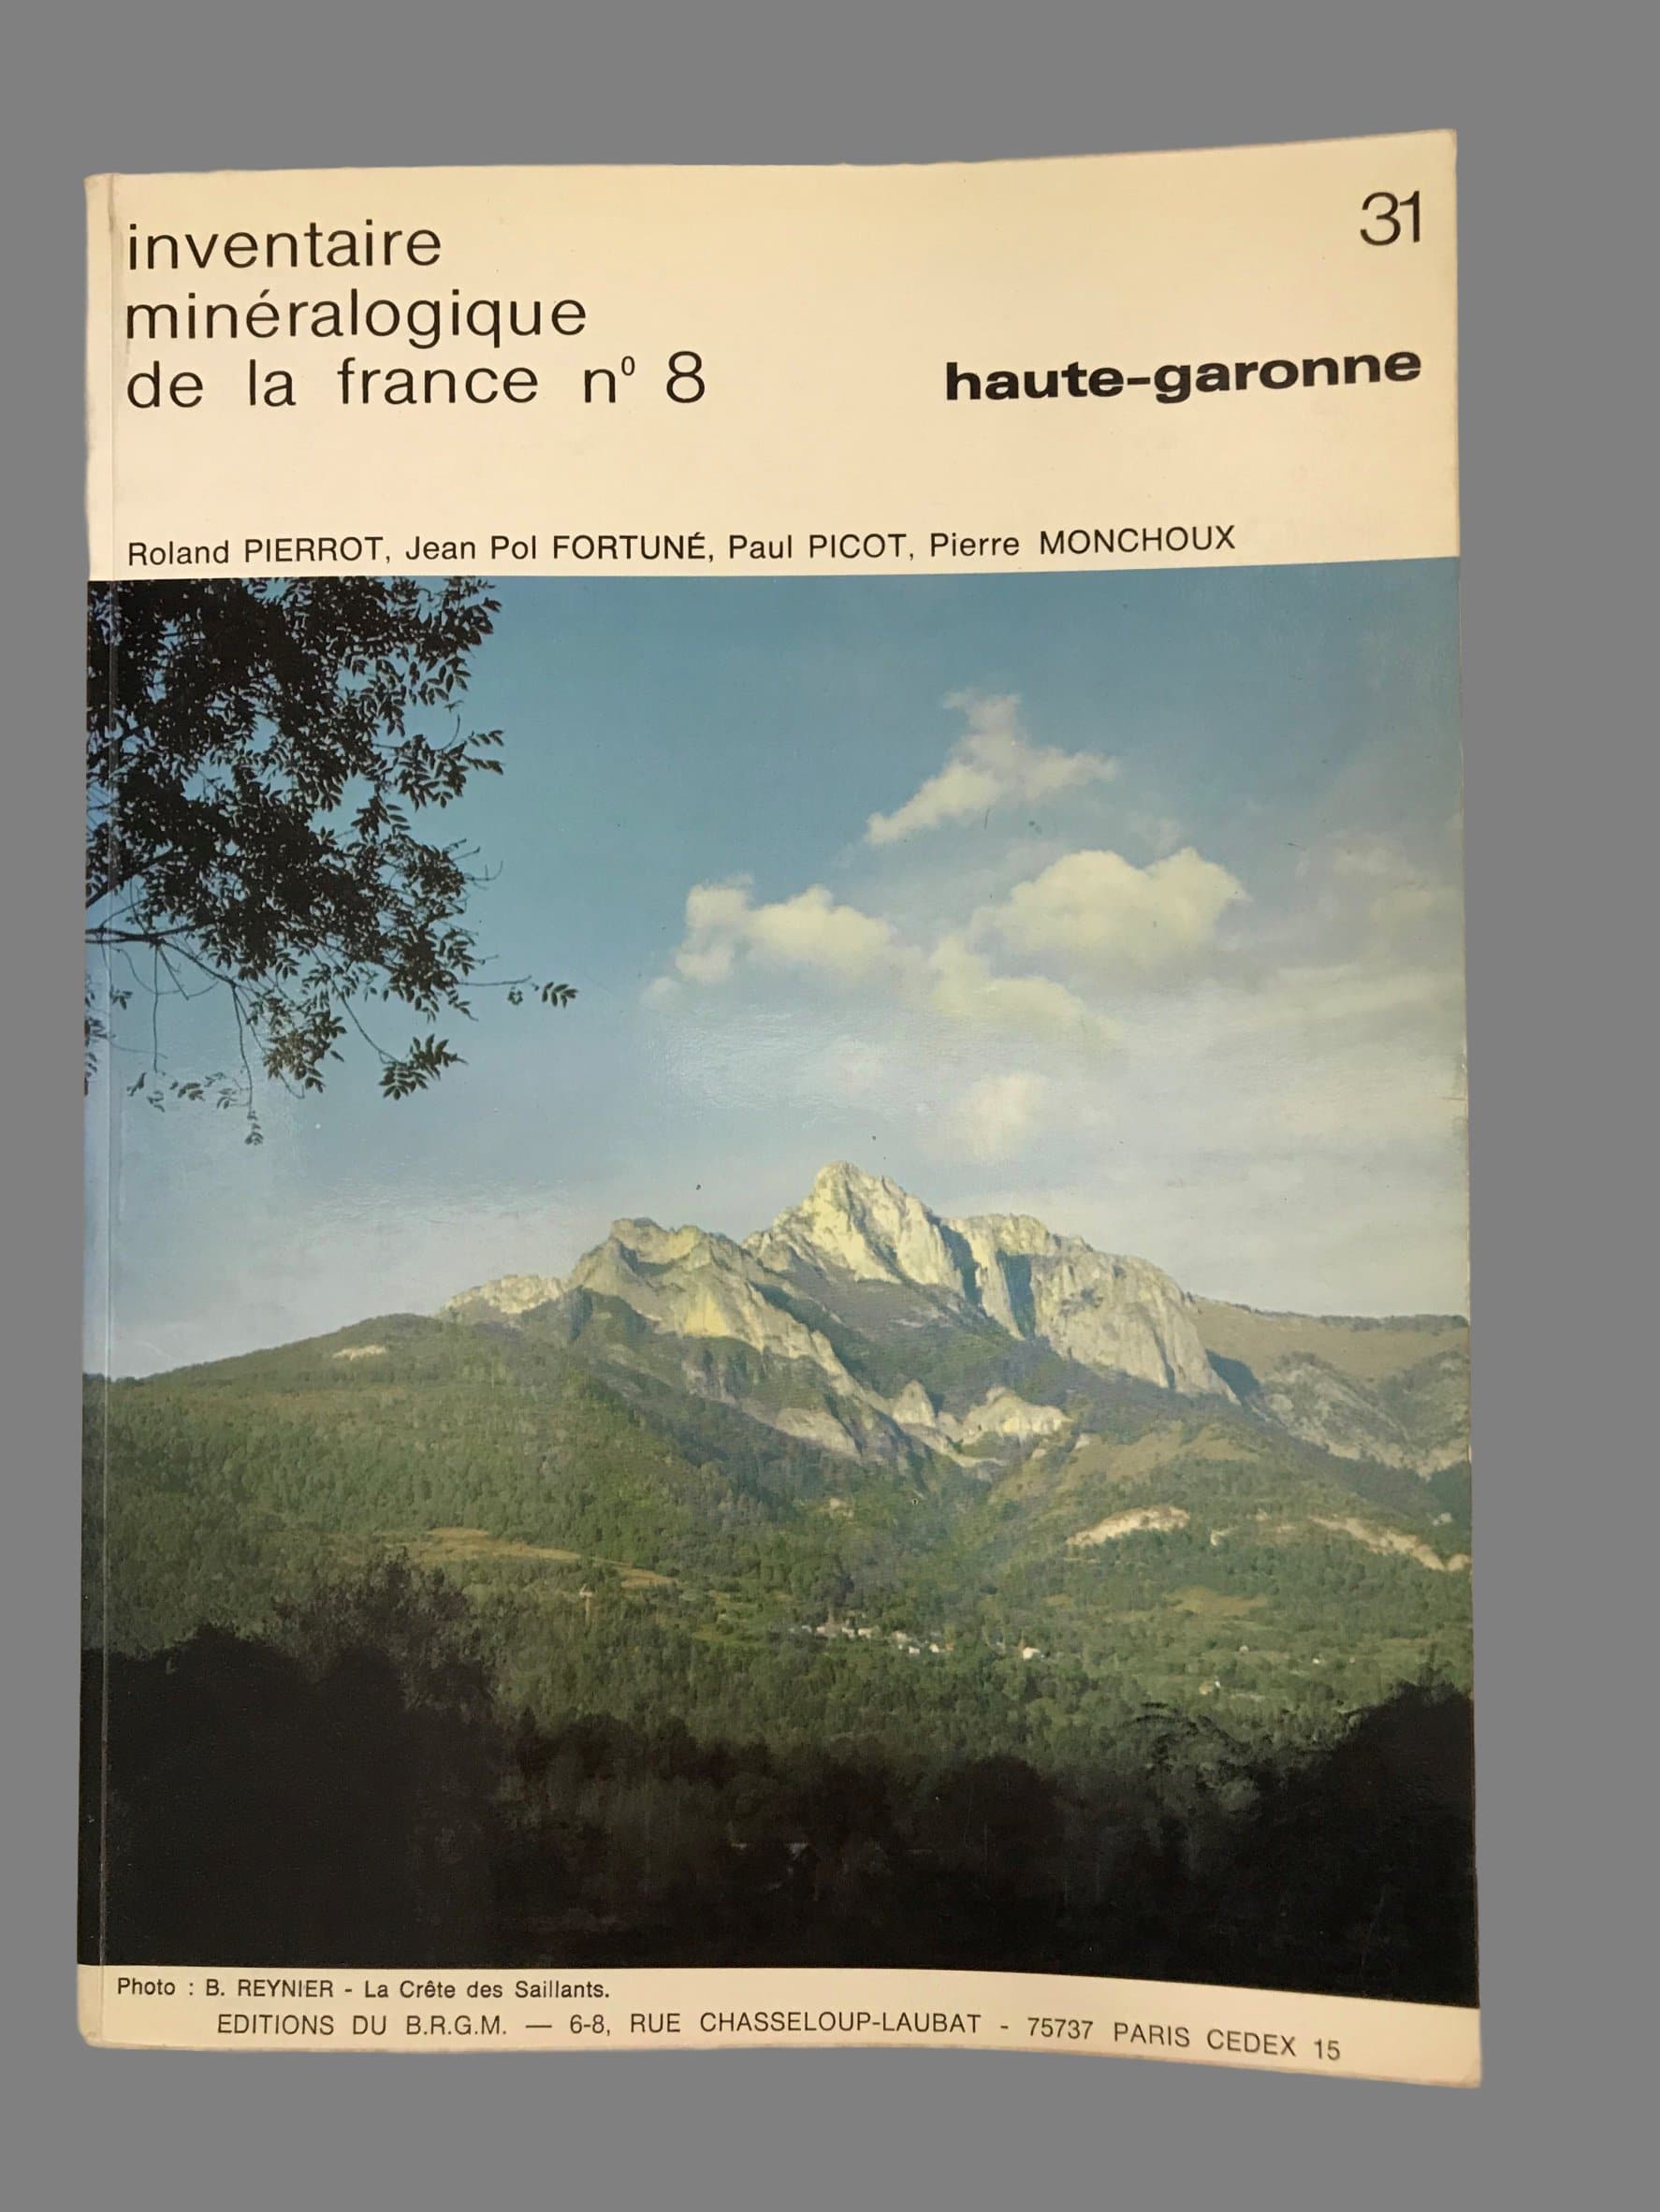 31
inventaire
minéralogique
de la france nº 8
haute-garonne
Roland PIERROT, Jean Pol FORTUNÉ, Paul PICOT, Pierre MONCHOUX
Photo : B. REYNIER - La Crête des Saillants.
EDITIONS DU B.R.G.M. — 6-8, RUE CHASSELOUP-LAUBAT - 75737 PARIS CEDEX 15